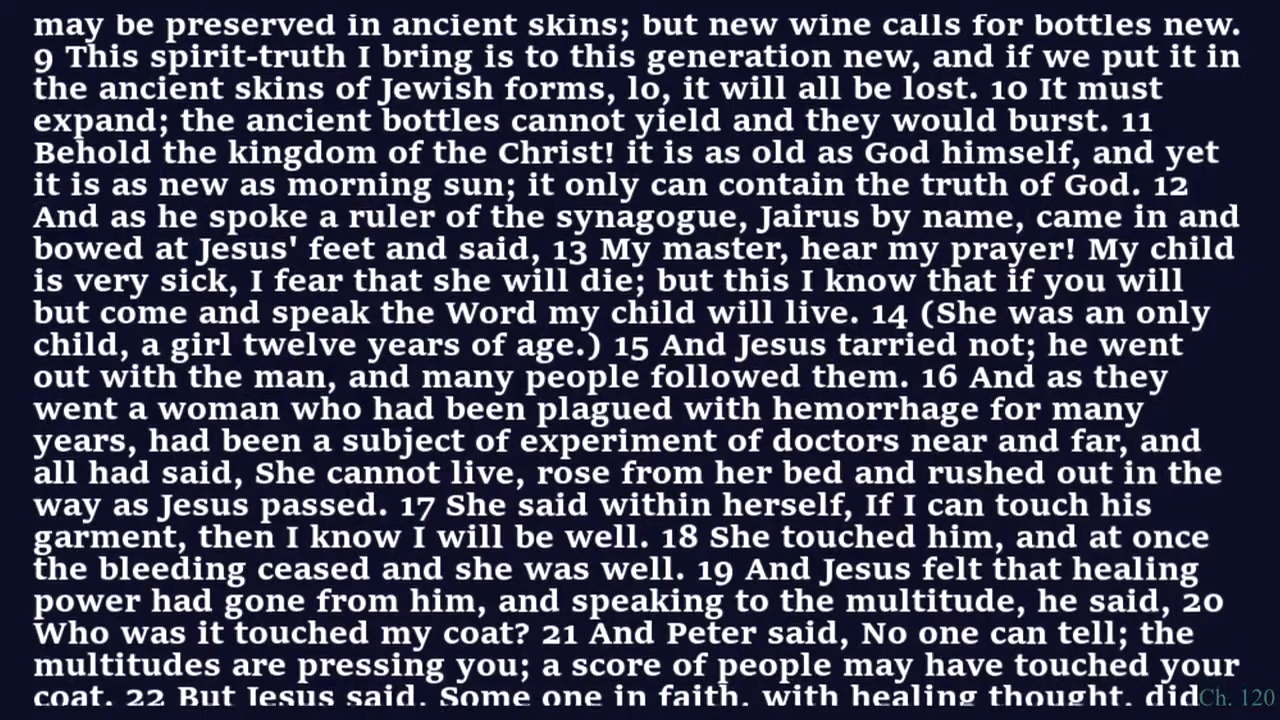 may be preserved in ancient skins; but new wine calls for bottles new.
9 This spirit-truth I bring is to this generation new, and if we put it in
the ancient skins of Jewish forms, lo, it will all be lost. 10 It must
expand; the ancient bottles cannot yield and they would burst. 11
Behold the kingdom of the Christ! it is as old as God himself, and yet
it is as new as morning sun; it only can contain the truth of God. 12
And as he spoke a ruler of the synagogue, Jairus by name, came in and
bowed at Jesus' feet and said, 13 My master, hear my prayer! My child
is very sick, I fear that she will die; but this I know that if you will
but come and speak the Word my child will live. 14 (She was an only
child, a girl twelve years of age.) 15 And Jesus tarried not; he went
out with the man, and many people followed them. 16 And as they
went a woman who had been plagued with hemorrhage for many
years, had been a subject of experiment of doctors near and far, and
all had said, She cannot live, rose from her bed and rushed out in the
way as Jesus passed. 17 She said within herself, If I can touch his
garment, then I know I will be well. 18 She touched him, and at once
the bleeding ceased and she was well. 19 And Jesus felt that healing
power had gone from him, and speaking to the multitude, he said, 20
Who was it touched my coat? 21 And Peter said, No one can tell; the
multitudes are pressing you; a score of people may have touched your
coat. 22 But Jesus said, Some one in faith, with healing thought, did
Ch. 120